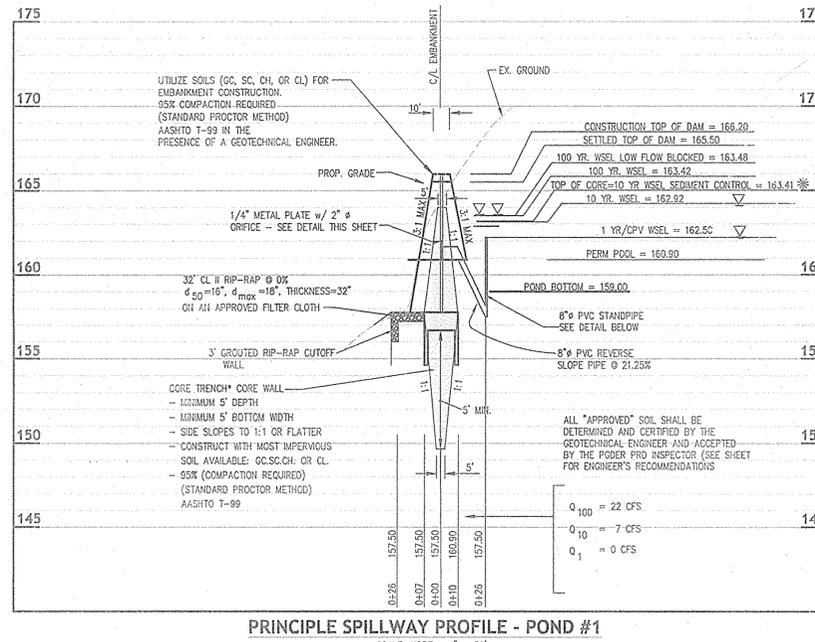 175
17
C/L EMBANKMENT
EX. GROUND
UTILIZE SOILS (GC, SC, CH, OR CL) FOR
EMBANKMENT CONSTRUCTION.
95% COMPACTION REQUIRED
(STANDARD PROCTOR METHOD)
AASHTO T-99 IN THE
PRESENCE OF A GEOTECHNICAL ENGINEER.
170
17
10'
CONSTRUCTION TOP OF DAM = 166.20
SETTLED TOP OF DAM = 165.50
100 YR. WSEL LOW FLOW BLOCKED = 163.48
100 YR. WSEL = 163.42
TOP OF CORE=10 YR WSEL SEDIMENT CONTROL = 163.41
10 YR. WSEL = 162.92
1 YR/CPV WSEL = 162.50
PERM POOL = 160.90
POND BOTTOM = 159.00
PROP. GRADE
165
16
5'
3:1 MAX
3:1 MAX
1:1
1:1
1/4" METAL PLATE w/ 2" ø
ORIFICE -- SEE DETAIL THIS SHEET
160
16
32' CL II RIP-RAP @ 0%
d50=16", dmax=18", THICKNESS=32"
ON AN APPROVED FILTER CLOTH
8"ø PVC STANDPIPE
SEE DETAIL BELOW
8"ø PVC REVERSE
SLOPE PIPE @ 21.25%
155
15
3' GROUTED RIP-RAP CUTOFF
WALL
1:1
1:1
5' MIN.
CORE TRENCH* CORE WALL
- MINIMUM 5' DEPTH
- MINIMUM 5' BOTTOM WIDTH
- SIDE SLOPES TO 1:1 OR FLATTER
- CONSTRUCT WITH MOST IMPERVIOUS
SOIL AVAILABLE: GC.SC.CH. OR CL.
- 95% (COMPACTION REQUIRED)
(STANDARD PROCTOR METHOD)
AASHTO T-99
150
15
5'
ALL "APPROVED" SOIL SHALL BE
DETERMINED AND CERTIFIED BY THE
GEOTECHNICAL ENGINEER AND ACCEPTED
BY THE PGDER PRD INSPECTOR (SEE SHEET
FOR ENGINEER'S RECOMMENDATIONS
145
14
Q100 = 22 CFS
Q10 = 7 CFS
Q1 = 0 CFS
0+26 157.50
0+07 157.50
0+00 157.50
0+10 160.90
0+26 157.50
PRINCIPLE SPILLWAY PROFILE - POND #1